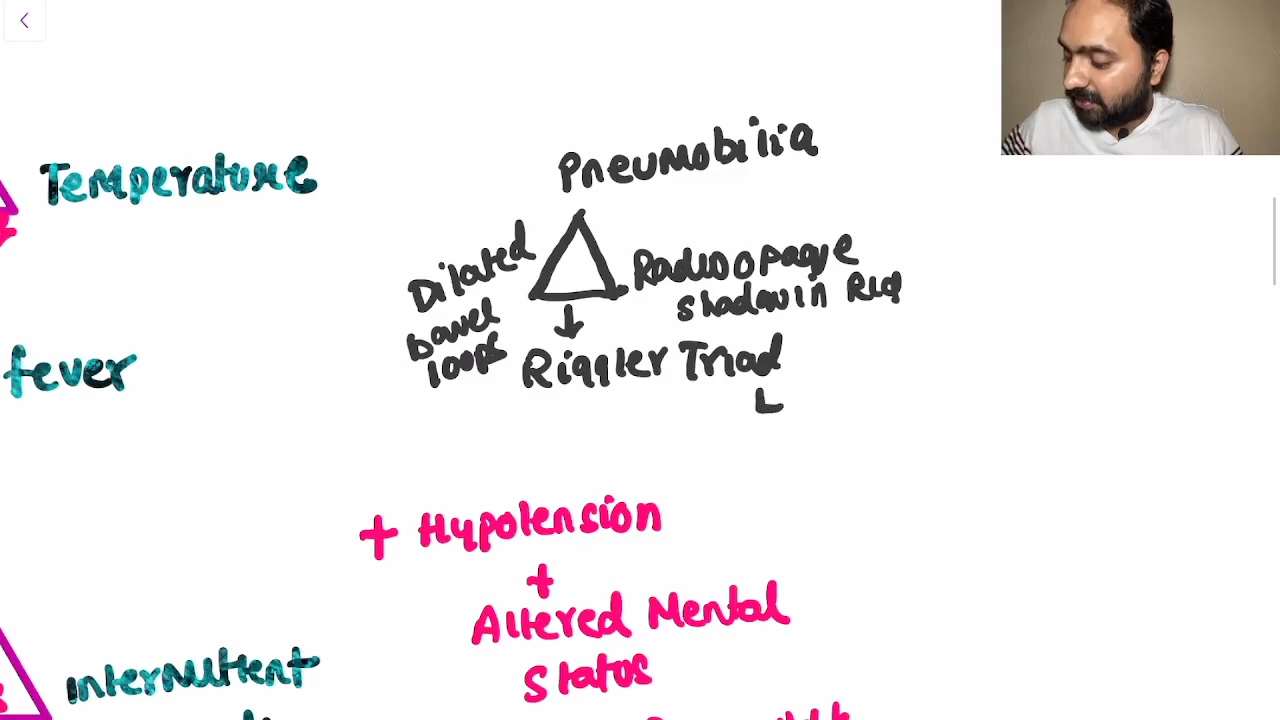 Pneumobilia
Temperature
Dilated
bowel
loops
Radioopaque
Shadow in RLQ
Riggler Triad
fever
+ Hypotension
+
Altered Mental
Status
Intermittent